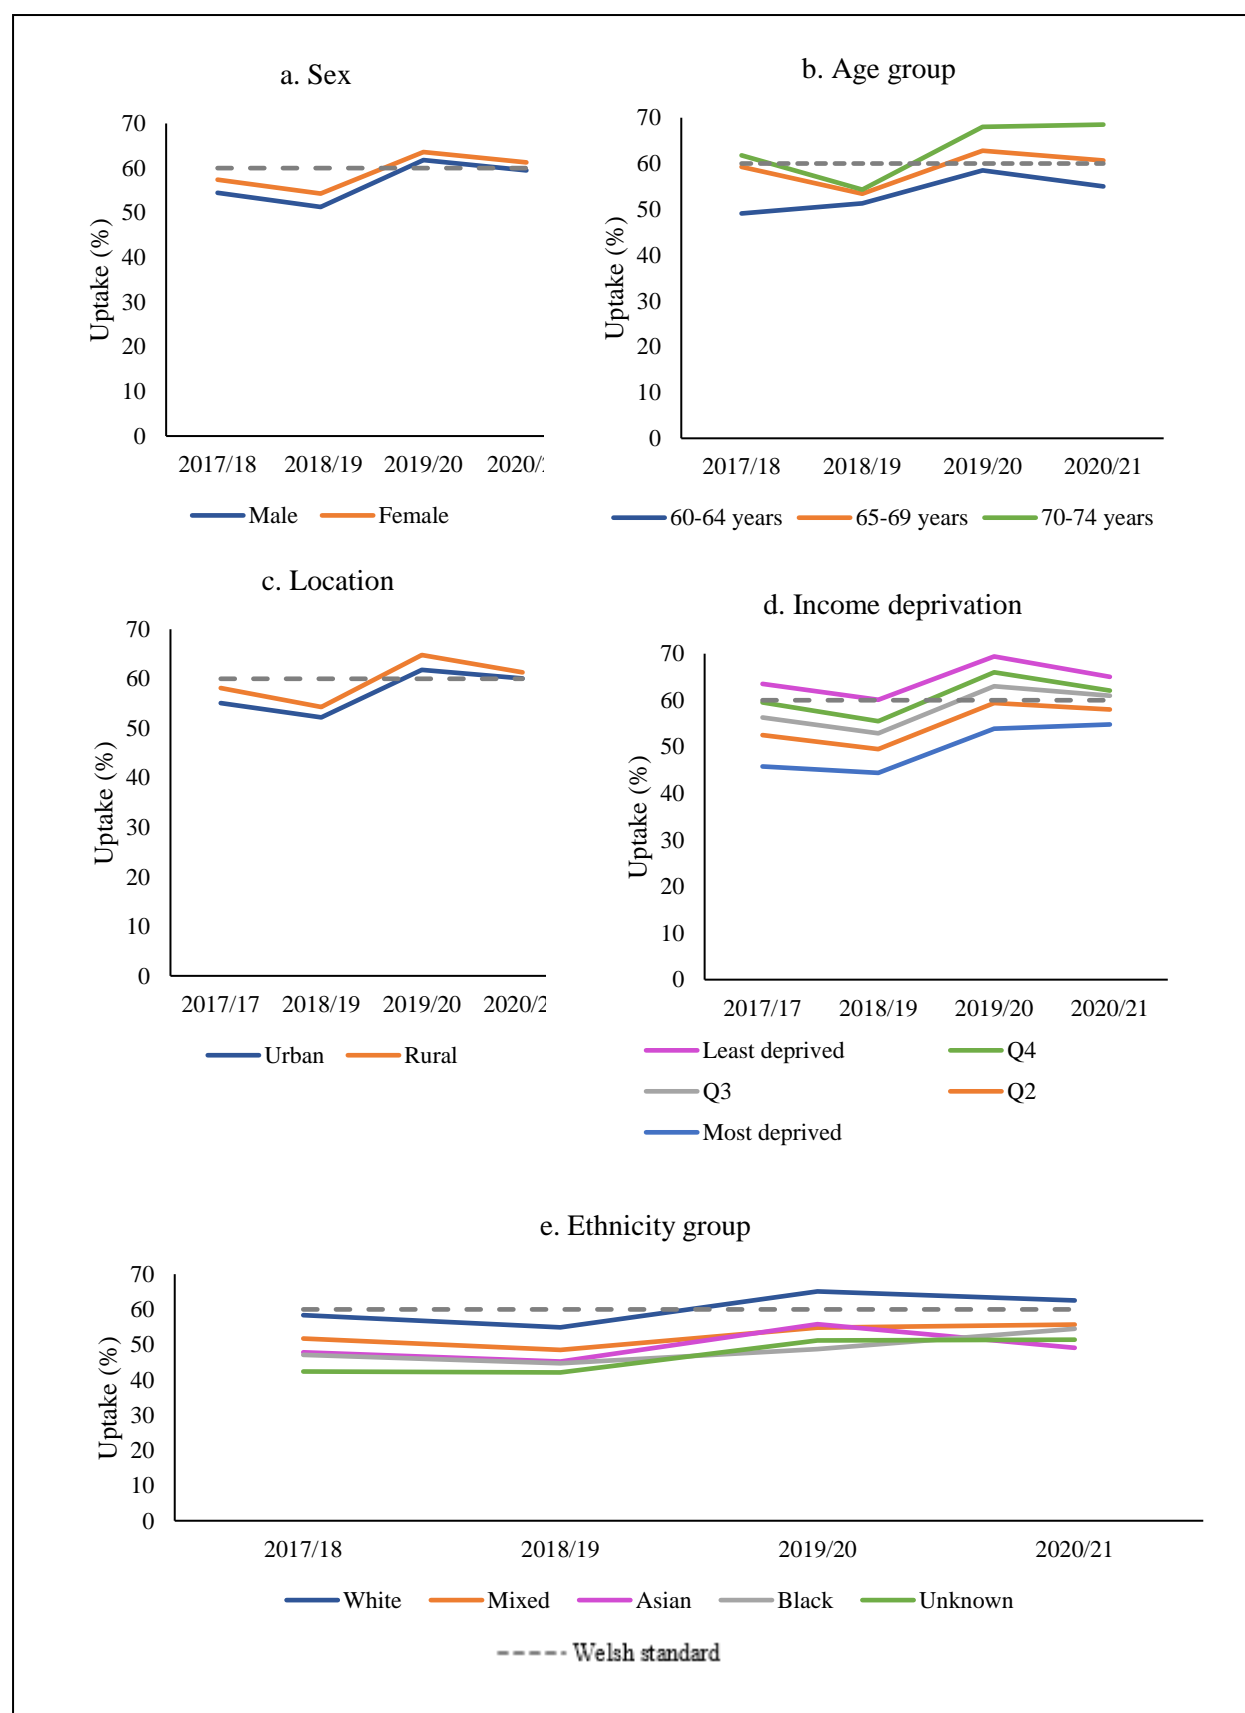 a. Sex
70
60
50
40
30
20
10
0
Uptake (%)
2017/18 2018/19 2019/20 2020/2
Male Female
b. Age group
70
60
50
40
30
20
10
0
Uptake (%)
2017/18 2018/19 2019/20 2020/21
60-64 years 65-69 years 70-74 years
c. Location
70
60
50
40
30
20
10
0
Uptake (%)
2017/17 2018/19 2019/20 2020/2
Urban Rural
d. Income deprivation
70
60
50
40
30
20
10
0
Uptake (%)
2017/17 2018/19 2019/20 2020/21
Least deprived Q4
Q3 Q2
Most deprived
e. Ethnicity group
70
60
50
40
30
20
10
0
Uptake (%)
2017/18 2018/19 2019/20 2020/21
White Mixed Asian Black Unknown
Welsh standard